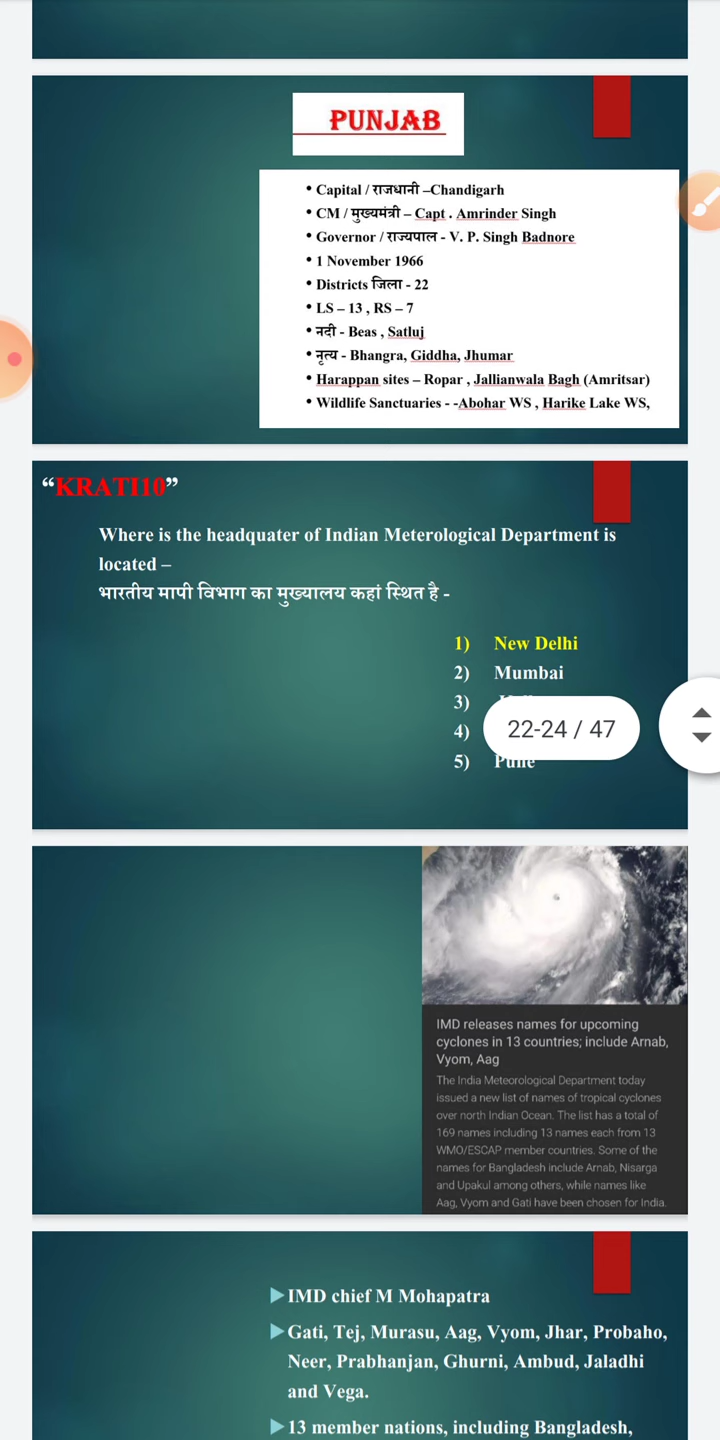 PUNJAB
• Capital / राजधानी –Chandigarh
• CM / मुख्यमंत्री – Capt . Amrinder Singh
• Governor / राज्यपाल - V. P. Singh Badnore
• 1 November 1966
• Districts जिला - 22
• LS – 13 , RS – 7
• नदी - Beas , Satluj
• नृत्य - Bhangra, Giddha, Jhumar
• Harappan sites – Ropar , Jallianwala Bagh (Amritsar)
• Wildlife Sanctuaries - -Abohar WS , Harike Lake WS,
“KRATI10”
Where is the headquater of Indian Meterological Department is
located –
भारतीय मापी विभाग का मुख्यालय कहां स्थित है -
1) New Delhi
2) Mumbai
3)
4)
22-24 / 47
5) Pune
IMD releases names for upcoming
cyclones in 13 countries; include Arnab,
Vyom, Aag
The India Meteorological Department today
issued a new list of names of tropical cyclones
over north Indian Ocean. The list has a total of
169 names including 13 names each from 13
WMO/ESCAP member countries. Some of the
names for Bangladesh include Arnab, Nisarga
and Upakul among others, while names like
Aag, Vyom and Gati have been chosen for India.
IMD chief M Mohapatra
Gati, Tej, Murasu, Aag, Vyom, Jhar, Probaho,
Neer, Prabhanjan, Ghurni, Ambud, Jaladhi
and Vega.
13 member nations, including Bangladesh,